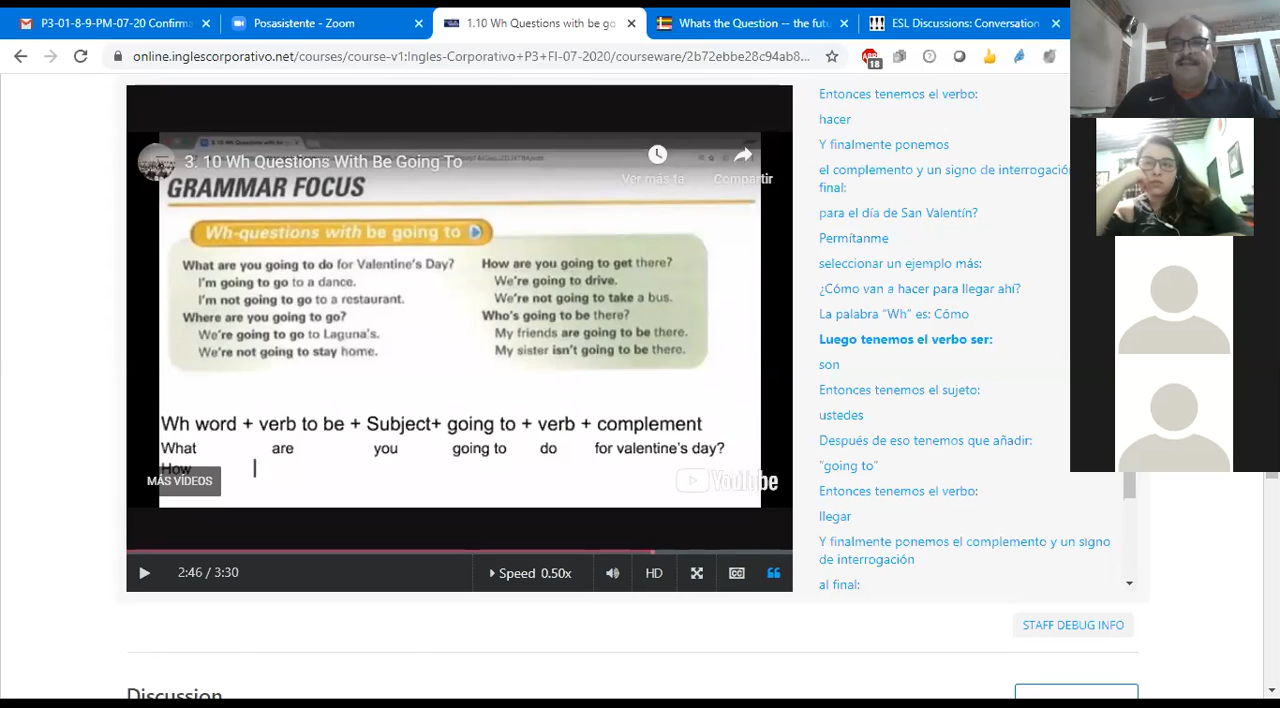 P3-01-8-9-PM-07-20 Confirma
Posasistente - Zoom
1.10 Wh Questions with be go
Whats the Question -- the futu
ESL Discussions: Conversation
onlineinglescorporativo.net/courses/course-v1:Ingles_Corporativo+P3+FI-07-2020/courseware/2b72ebbe28c94ab8...
18
3. 10 Wh Questions With Be Going To
Ver más ta
Compartir
GRAMMAR FOCUS
Wh-questions with be going to
What are you going to do for Valentine's Day?
I'm going to go to a dance.
I'm not going to go to a restaurant.
Where are you going to go?
We're going to go to Laguna's.
We're not going to stay home.
How are you going to get there?
We're going to drive.
We're not going to take a bus.
Who's going to be there?
My friends are going to be there.
My sister isn't going to be there.
Wh word + verb to be + Subject+ going to + verb + complement
What are you going to do for valentine's day?
How
MÁS VÍDEOS
YouTube
2:46 / 3:30
Speed 0.50x
HD
CC
Entonces tenemos el verbo:
hacer
Y finalmente ponemos
el complemento y un signo de interrogació
final:
para el día de San Valentín?
Permítanme
seleccionar un ejemplo más:
¿Cómo van a hacer para llegar ahí?
La palabra "Wh" es: Cómo
Luego tenemos el verbo ser:
son
Entonces tenemos el sujeto:
ustedes
Después de eso tenemos que añadir:
"going to"
Entonces tenemos el verbo:
llegar
Y finalmente ponemos el complemento y un signo
de interrogación
al final:
STAFF DEBUG INFO
Discussion